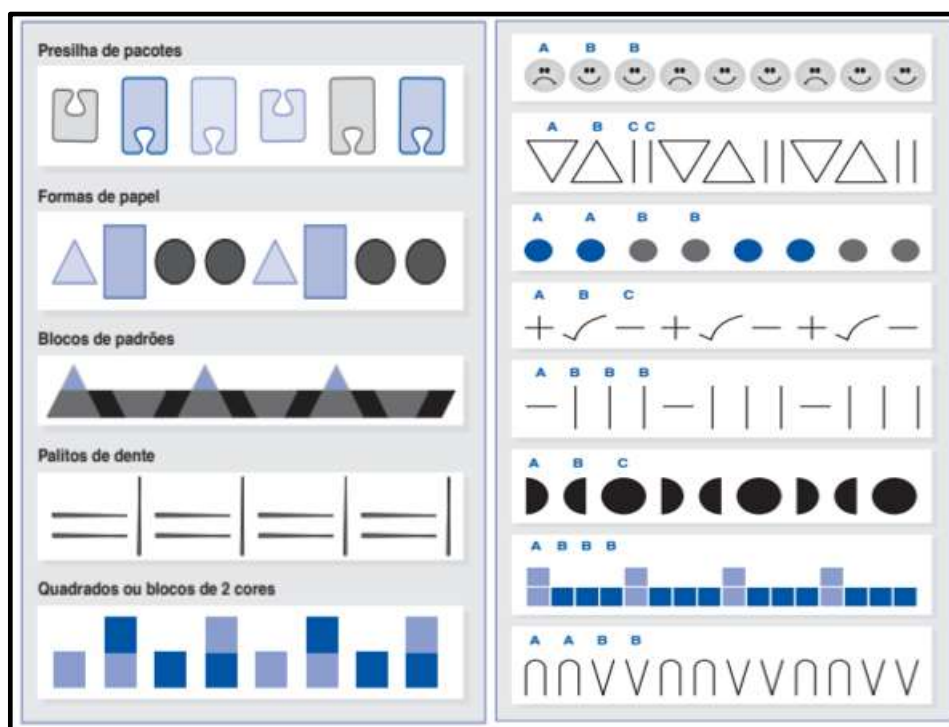 Presilha de pacotes
Formas de papel
Blocos de padrões
Palitos de dente
Quadrados ou blocos de 2 cores
A B B
A B C C
A A B B
A B C
A B B B
A B C
A B B B
A A B B